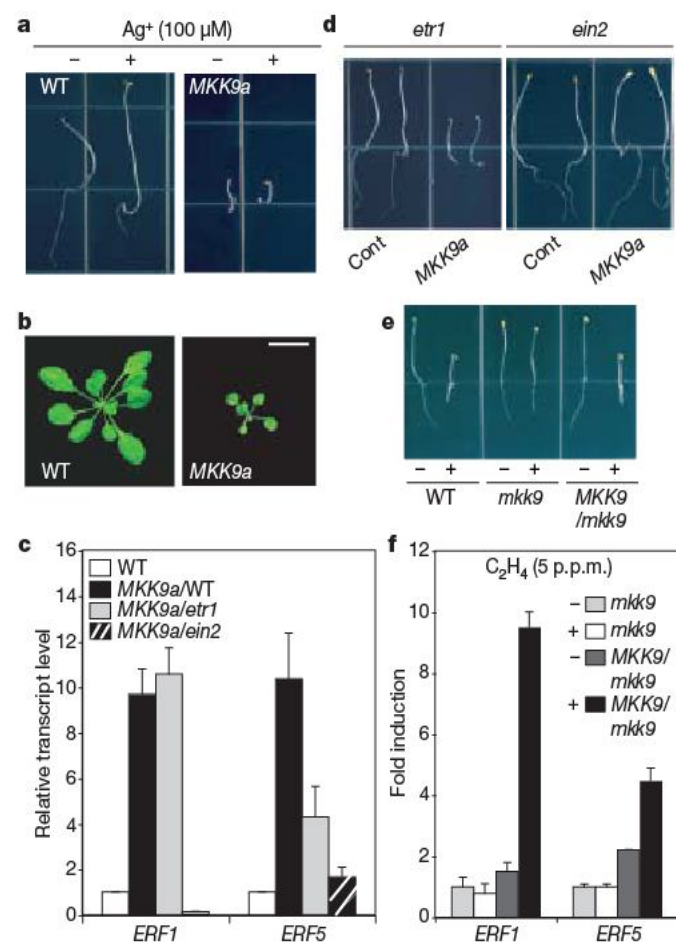 a
Ag⁺ (100 µM)
– + – +
WT MKK9a
b
WT MKK9a
c
16
14
12
10
8
6
4
2
0
Relative transcript level
WT
MKK9a/WT
MKK9a/etr1
MKK9a/ein2
ERF1 ERF5
d
etr1 ein2
Cont MKK9a Cont MKK9a
e
– + – + – +
WT mkk9 MKK9
/mkk9
f
12
10
8
6
4
2
0
Fold induction
C₂H₄ (5 p.p.m.)
– mkk9
+ mkk9
– MKK9/
mkk9
+ MKK9/
mkk9
ERF1 ERF5